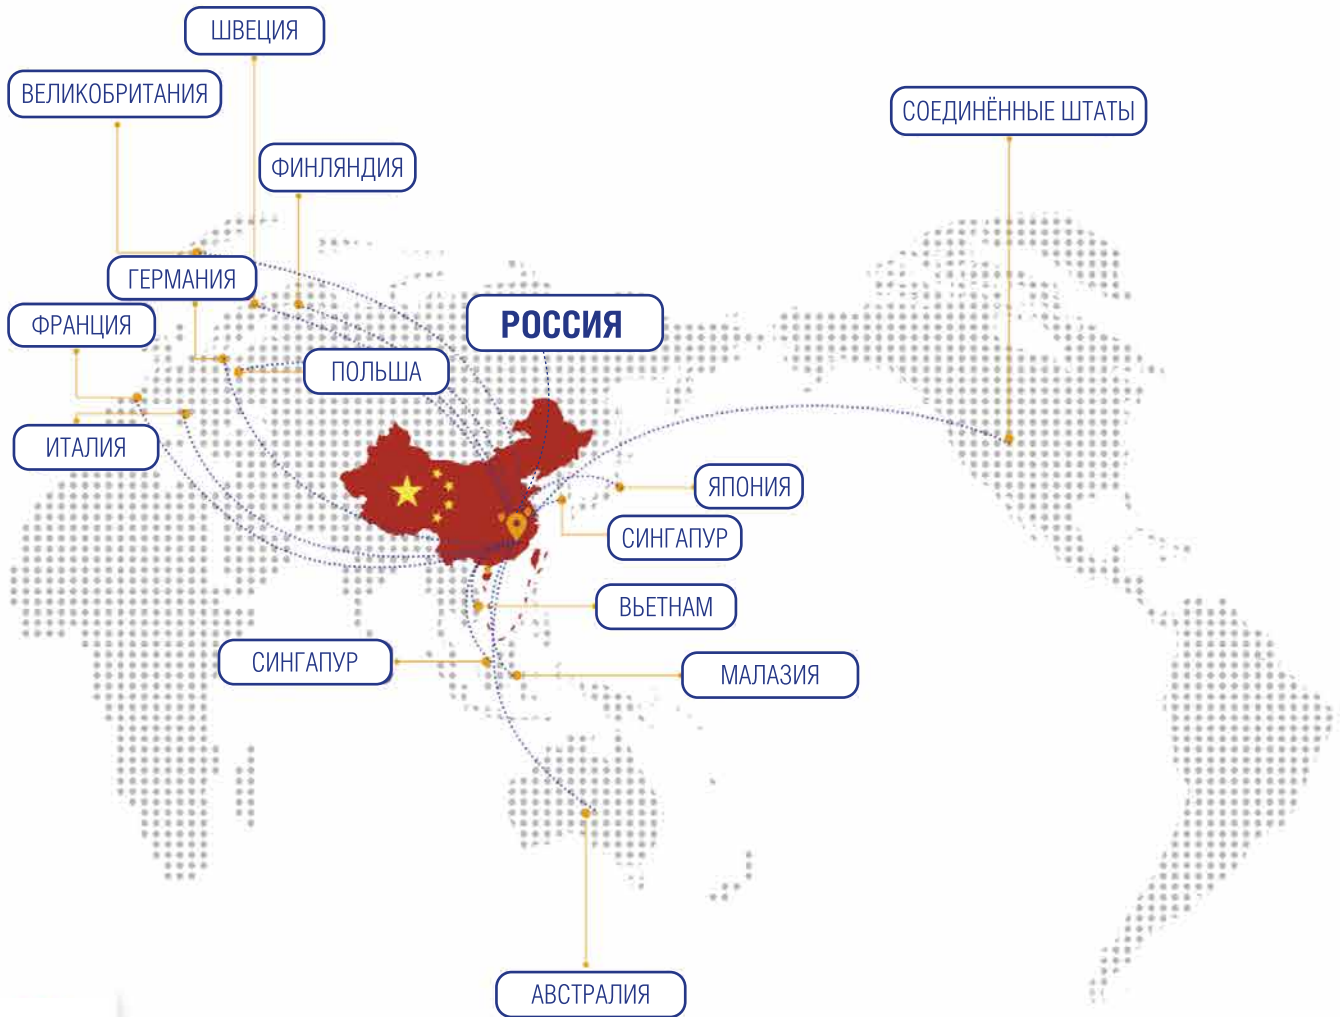 ШВЕЦИЯ
ВЕЛИКОБРИТАНИЯ
СОЕДИНЁННЫЕ ШТАТЫ
ФИНЛЯНДИЯ
ГЕРМАНИЯ
ФРАНЦИЯ
РОССИЯ
ПОЛЬША
ИТАЛИЯ
ЯПОНИЯ
СИНГАПУР
ВЬЕТНАМ
СИНГАПУР
МАЛАЗИЯ
АВСТРАЛИЯ